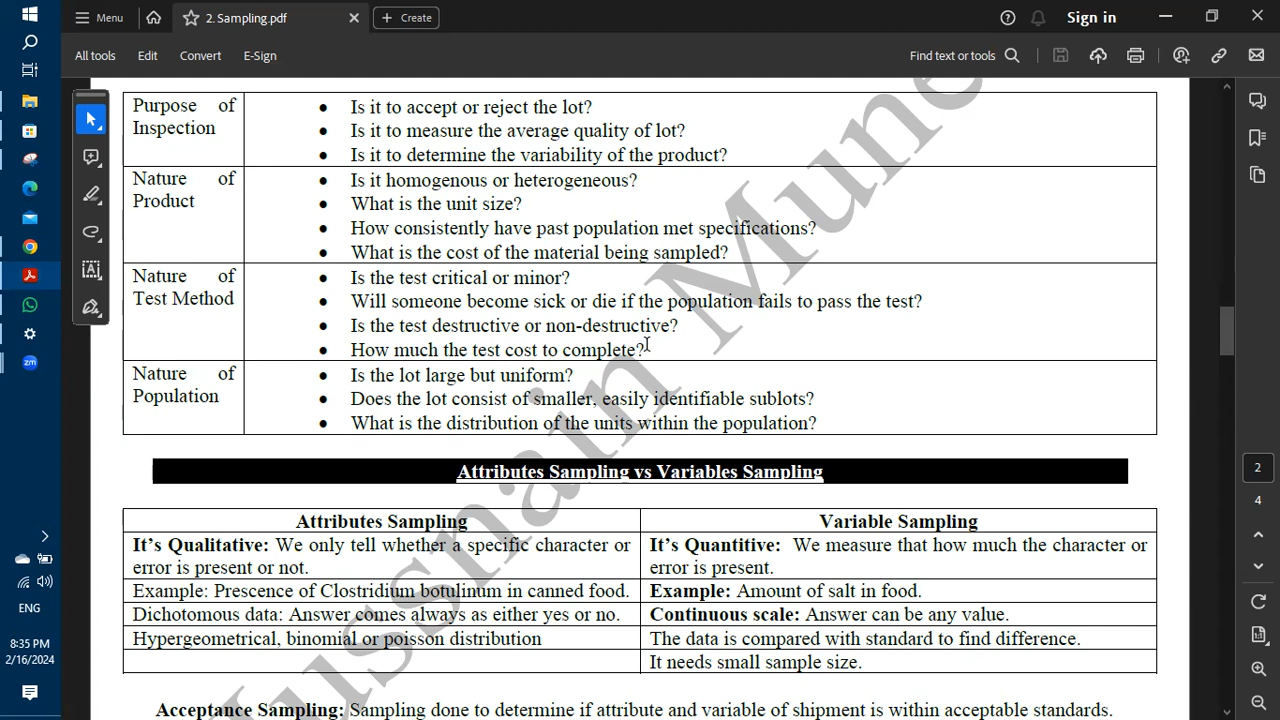 Menu
2. Sampling.pdf
Create
Sign in
All tools
Edit
Convert
E-Sign
Find text or tools
Purpose of
Inspection
Is it to accept or reject the lot?
Is it to measure the average quality of lot?
Is it to determine the variability of the product?
Nature of
Product
Is it homogenous or heterogeneous?
What is the unit size?
How consistently have past population met specifications?
What is the cost of the material being sampled?
Nature of
Test Method
Is the test critical or minor?
Will someone become sick or die if the population fails to pass the test?
Is the test destructive or non-destructive?
How much the test cost to complete?
Nature of
Population
Is the lot large but uniform?
Does the lot consist of smaller, easily identifiable sublots?
What is the distribution of the units within the population?
Attributes Sampling vs Variables Sampling
Attributes Sampling
Variable Sampling
It's Qualitative: We only tell whether a specific character or
error is present or not.
It's Quantitive: We measure that how much the character or
error is present.
Example: Prescence of Clostridium botulinum in canned food.
Example: Amount of salt in food.
Dichotomous data: Answer comes always as either yes or no.
Continuous scale: Answer can be any value.
Hypergeometrical, binomial or poisson distribution
The data is compared with standard to find difference.
It needs small sample size.
Acceptance Sampling: Sampling done to determine if attribute and variable of shipment is within acceptable standards.
ussnain Mune
2
4
1:1
zm
ENG
8:35 PM
2/16/2024